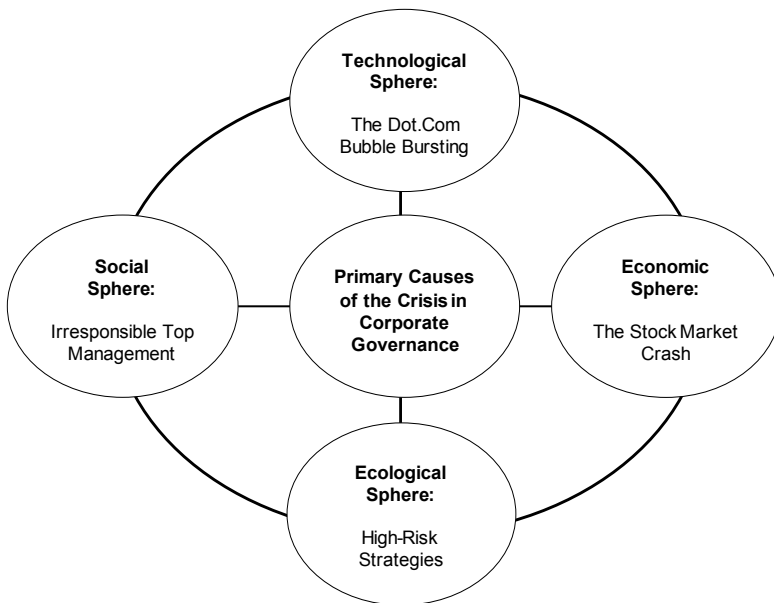 Technological
Sphere:
The Dot.Com
Bubble Bursting
Social
Sphere:
Irresponsible Top
Management
Primary Causes
of the Crisis in
Corporate
Governance
Economic
Sphere:
The Stock Market
Crash
Ecological
Sphere:
High-Risk
Strategies